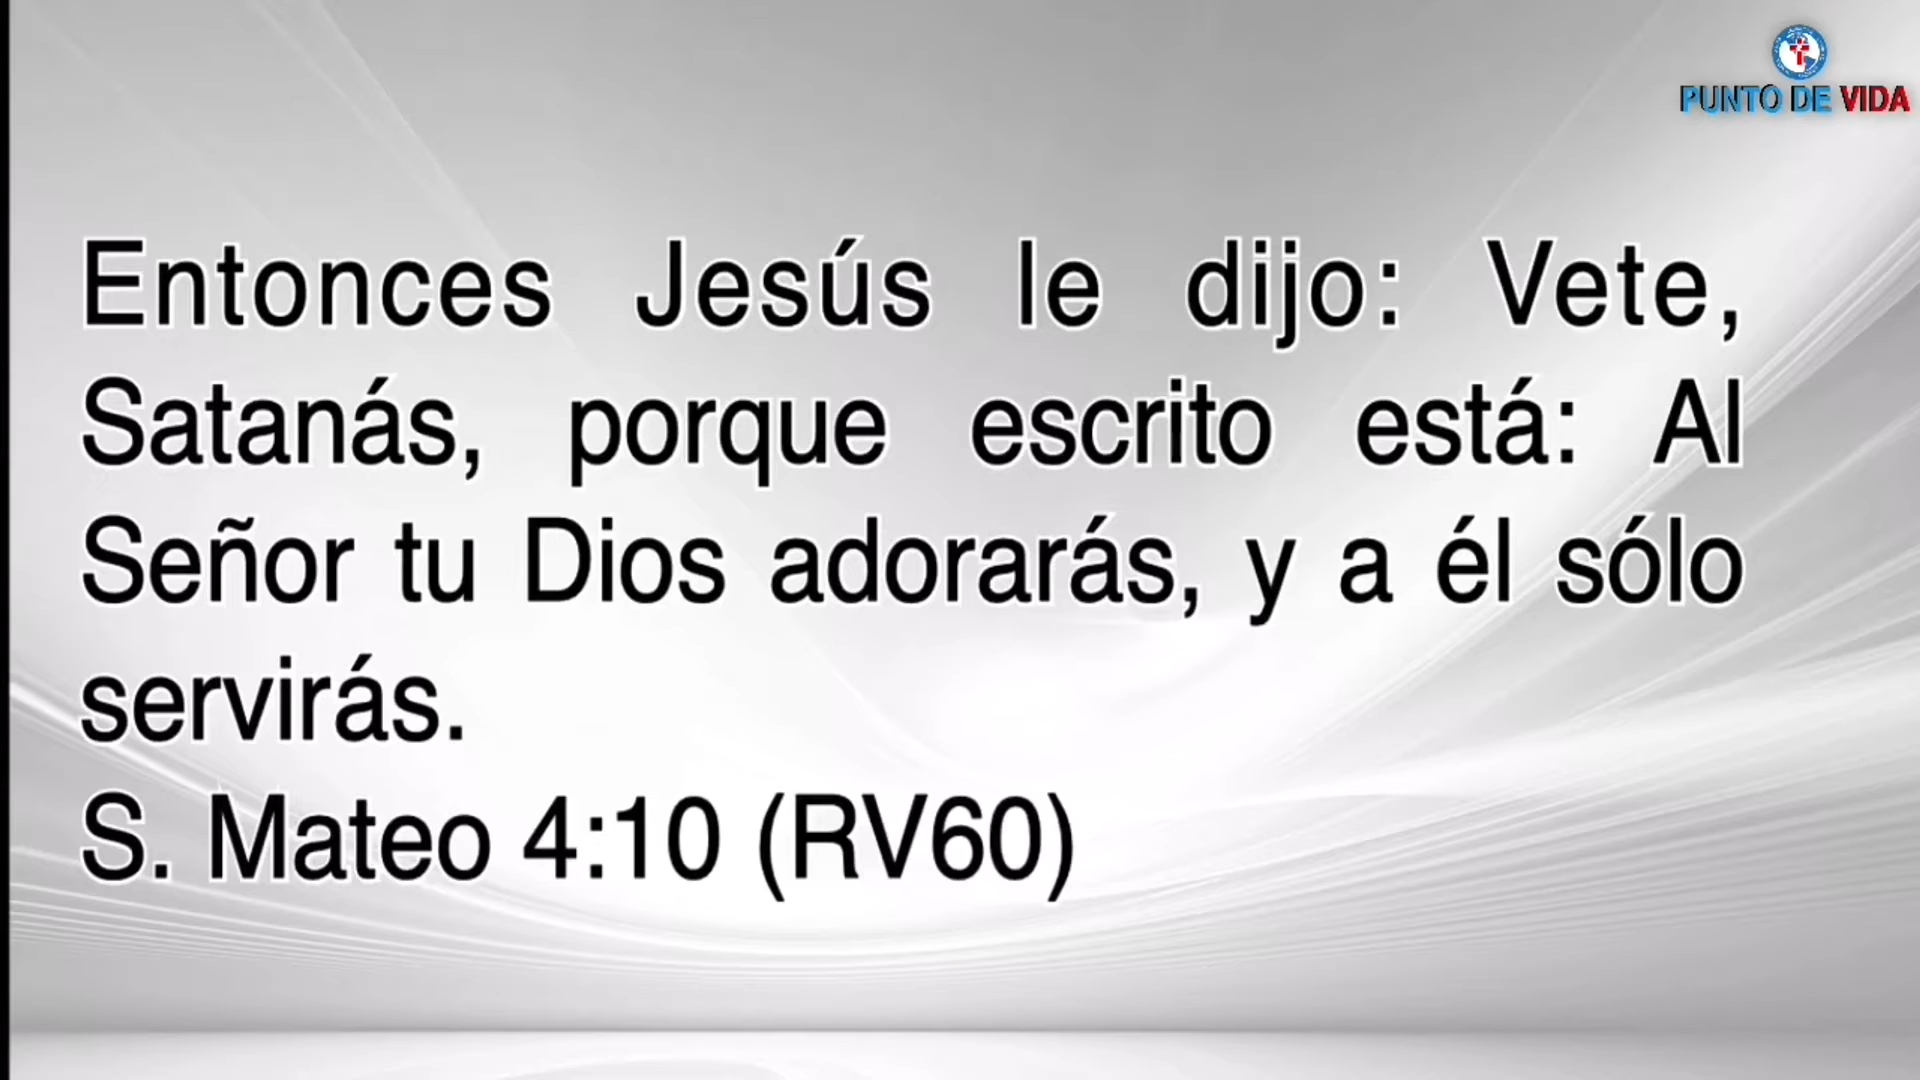 PUNTO DE VIDA
Entonces Jesús le dijo: Vete,
Satanás, porque escrito está: Al
Señor tu Dios adorarás, y a él sólo
servirás.
S. Mateo 4:10 (RV60)